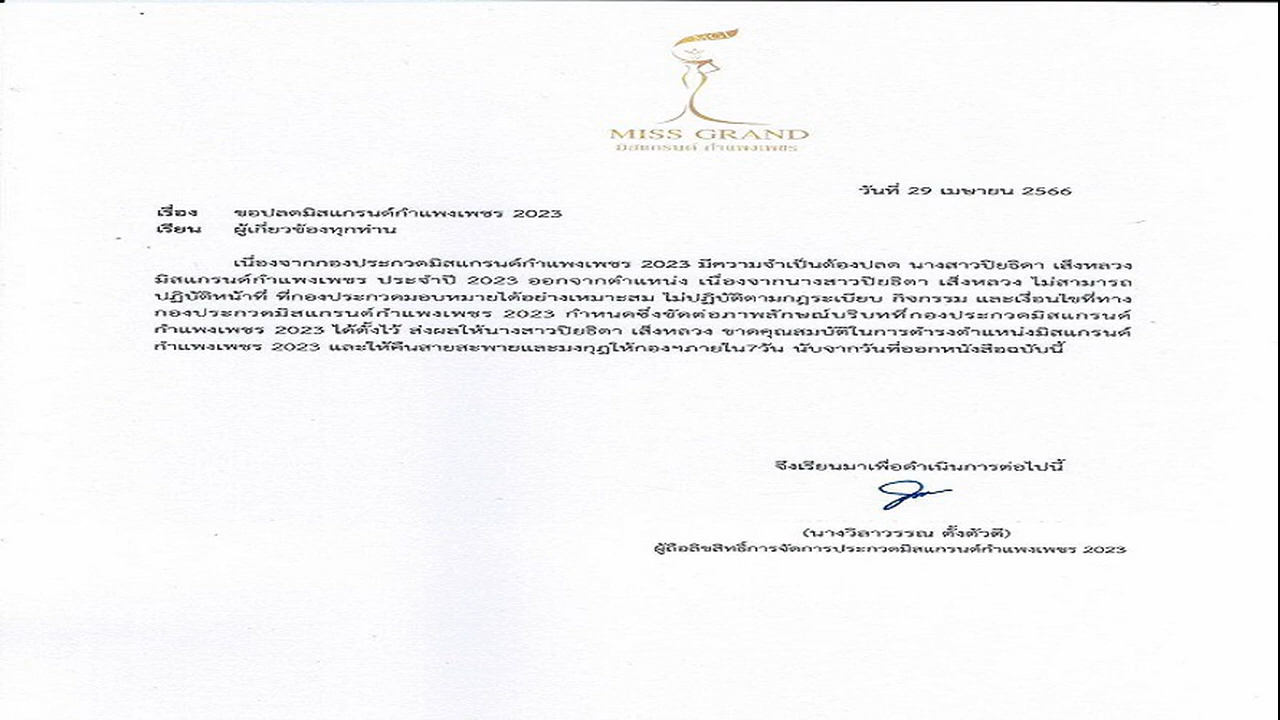 MISS GRAND
มิสแกรนด์ กำแพงเพชร
วันที่ 29 เมษายน 2566
เรื่อง ขอปลดมิสแกรนด์กำแพงเพชร 2023
เรียน ผู้เกี่ยวข้องทุกท่าน
เนื่องจากกองประกวดมิสแกรนด์กำแพงเพชร 2023 มีความจำเป็นต้องปลด นางสาวปิยธิดา เส็งหลวง
มิสแกรนด์กำแพงเพชร ประจำปี 2023 ออกจากตำแหน่ง เนื่องจากนางสาวปิยธิดา เส็งหลวง ไม่สามารถ
ปฏิบัติหน้าที่ ที่กองประกวดมอบหมายได้อย่างเหมาะสม ไม่ปฏิบัติตามกฎระเบียบ กิจกรรม และเงื่อนไขที่ทาง
กองประกวดมิสแกรนด์กำแพงเพชร 2023 กำหนดซึ่งขัดต่อภาพลักษณ์บริบทที่กองประกวดมิสแกรนด์
กำแพงเพชร 2023 ได้ตั้งไว้ ส่งผลให้นางสาวปิยธิดา เส็งหลวง ขาดคุณสมบัติในการดำรงตำแหน่งมิสแกรนด์
กำแพงเพชร 2023 และให้คืนสายสะพายและมงกุฎให้กองฯภายใน7วัน นับจากวันที่ออกหนังสือฉบับนี้
จึงเรียนมาเพื่อดำเนินการต่อไปนี้
(นางวิลาวรรณ ตั้งตัวดี)
ผู้ถือลิขสิทธิ์การจัดการประกวดมิสแกรนด์กำแพงเพชร 2023